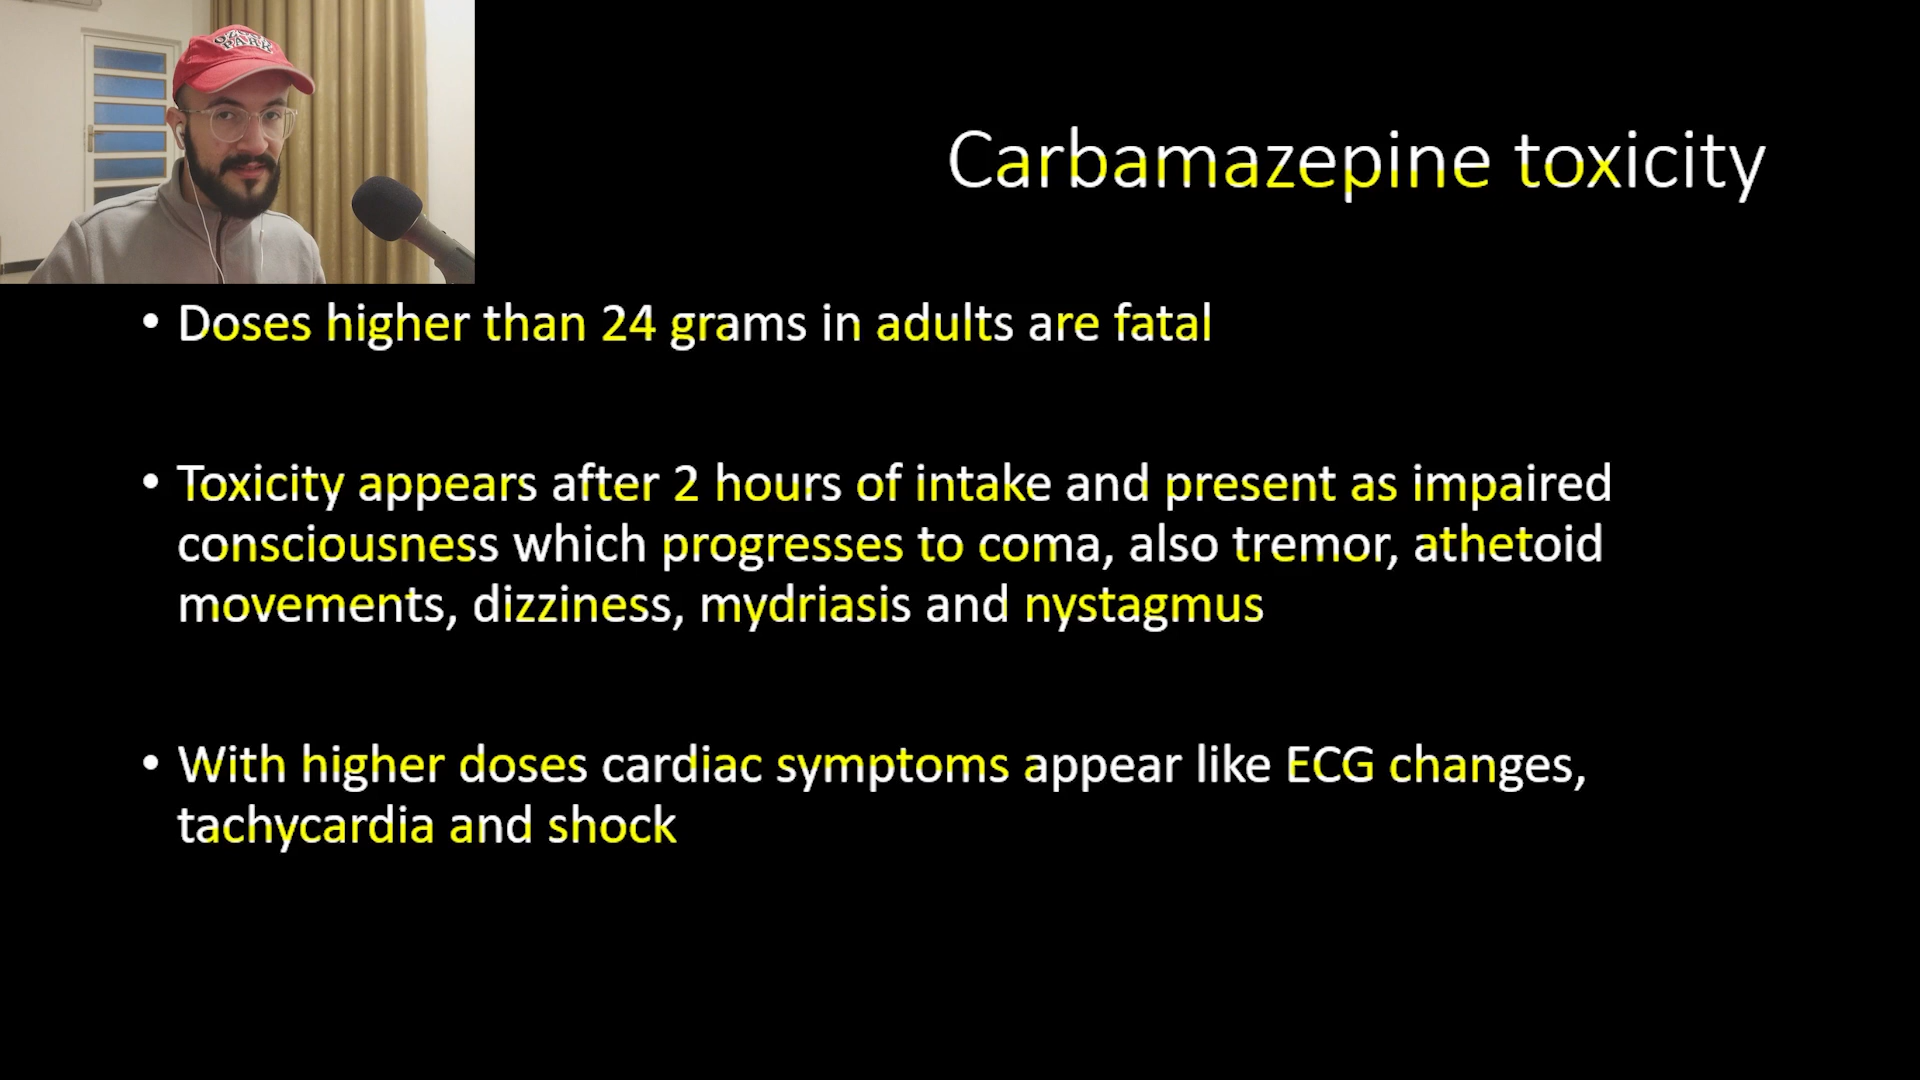 Carbamazepine toxicity
• Doses higher than 24 grams in adults are fatal
• Toxicity appears after 2 hours of intake and present as impaired
consciousness which progresses to coma, also tremor, athetoid
movements, dizziness, mydriasis and nystagmus
• With higher doses cardiac symptoms appear like ECG changes,
tachycardia and shock